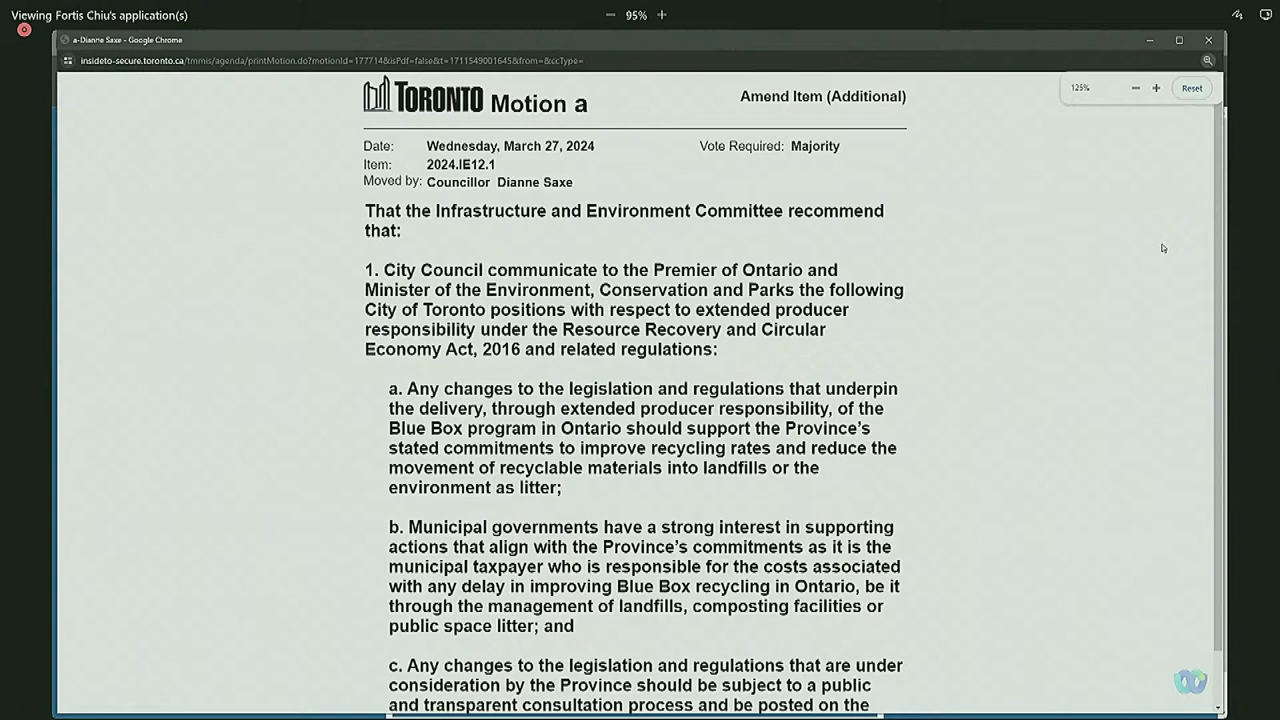 Viewing Fortis Chiu's application(s)
95%
a-Dianne Saxe - Google Chrome
insideto-secure.toronto.ca/tmmis/agenda/printMotion.do?motionId=177714&isPdf=false&t=1711549001645&from=&ccType=
125%
Reset
TORONTO Motion a
Amend Item (Additional)
Date: Wednesday, March 27, 2024
Vote Required: Majority
Item: 2024.IE12.1
Moved by: Councillor Dianne Saxe
That the Infrastructure and Environment Committee recommend
that:
1. City Council communicate to the Premier of Ontario and
Minister of the Environment, Conservation and Parks the following
City of Toronto positions with respect to extended producer
responsibility under the Resource Recovery and Circular
Economy Act, 2016 and related regulations:
a. Any changes to the legislation and regulations that underpin
the delivery, through extended producer responsibility, of the
Blue Box program in Ontario should support the Province's
stated commitments to improve recycling rates and reduce the
movement of recyclable materials into landfills or the
environment as litter;
b. Municipal governments have a strong interest in supporting
actions that align with the Province's commitments as it is the
municipal taxpayer who is responsible for the costs associated
with any delay in improving Blue Box recycling in Ontario, be it
through the management of landfills, composting facilities or
public space litter; and
c. Any changes to the legislation and regulations that are under
consideration by the Province should be subject to a public
and transparent consultation process and be posted on the